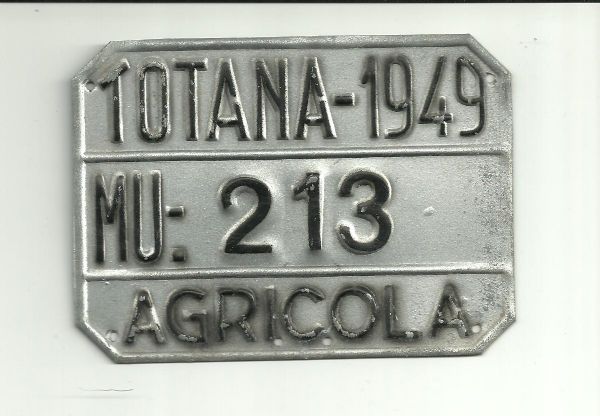 TOTANA-1949
MU: 213
AGRICOLA